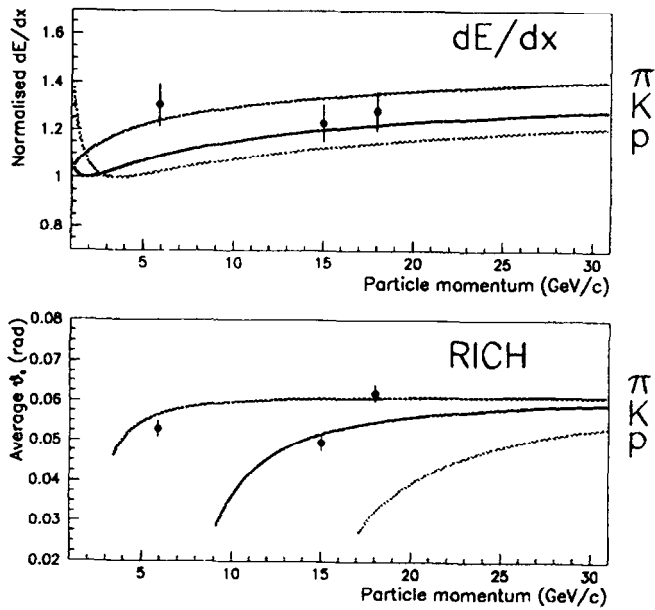 dE/dx
Normalised dE/dx
1.6
1.4
1.2
1
0.8
π
K
p
5
10
15
20
25
30
Particle momentum (GeV/c)
RICH
Average ϑ. (rad)
0.08
0.07
0.06
0.05
0.04
0.03
0.02
π
K
p
5
10
15
20
25
30
Particle momentum (GeV/c)